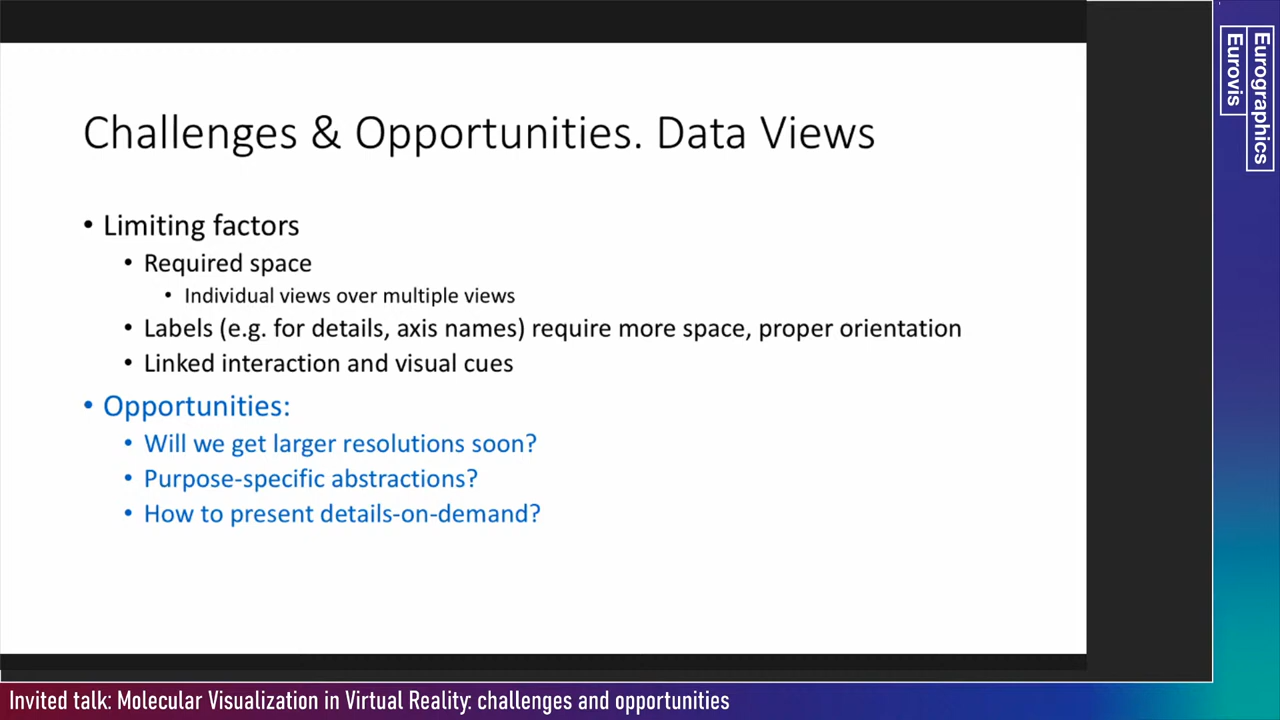 Challenges & Opportunities. Data Views
• Limiting factors
• Required space
• Individual views over multiple views
• Labels (e.g. for details, axis names) require more space, proper orientation
• Linked interaction and visual cues
• Opportunities:
• Will we get larger resolutions soon?
• Purpose-specific abstractions?
• How to present details-on-demand?
Eurographics
Eurovis
Invited talk: Molecular Visualization in Virtual Reality: challenges and opportunities